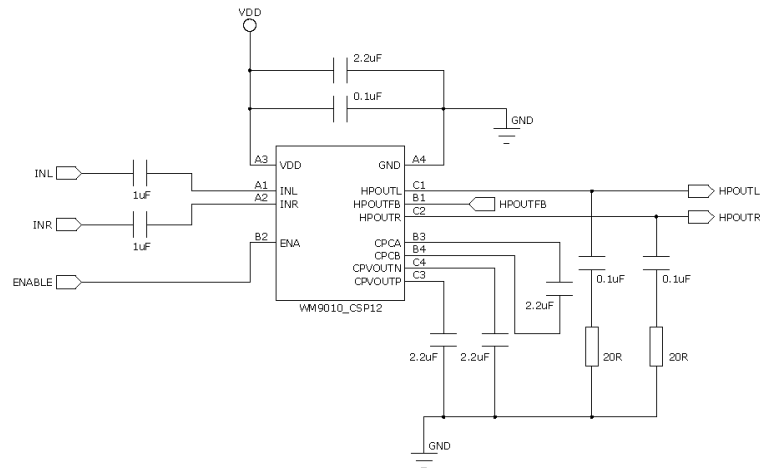 VDD
2.2uF
0.1uF
GND
A3
VDD
GND
A4
INL
1uF
A1
INL
A2
INR
HPOUTL
C1
HPOUTL
HPOUTFB
B1
HPOUTFB
HPOUTR
C2
HPOUTR
INR
1uF
B2
ENA
CPCA
B3
CPCB
B4
CPVOUTN
C4
CPVOUTP
C3
ENABLE
WM9010_CSP12
2.2uF
0.1uF
0.1uF
2.2uF
2.2uF
20R
20R
GND